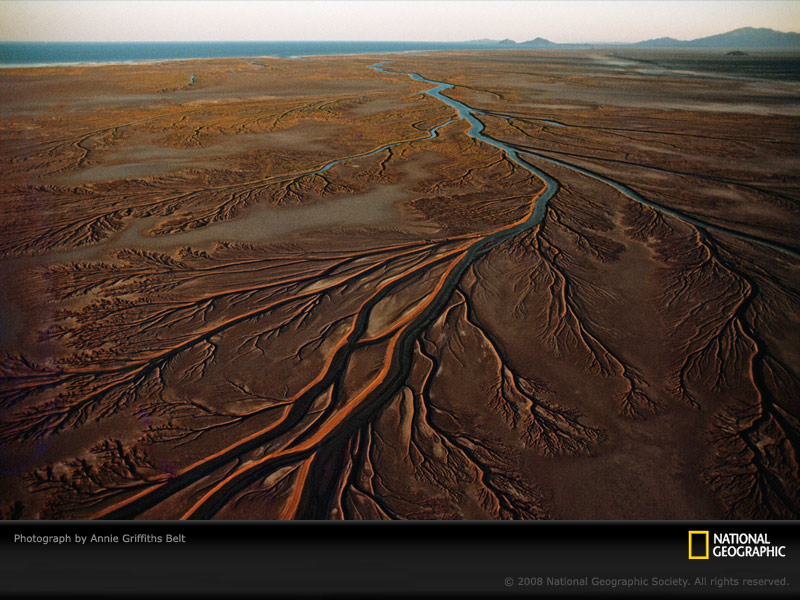 Photograph by Annie Griffiths Belt
NATIONAL
GEOGRAPHIC
© 2008 National Geographic Society. All rights reserved.